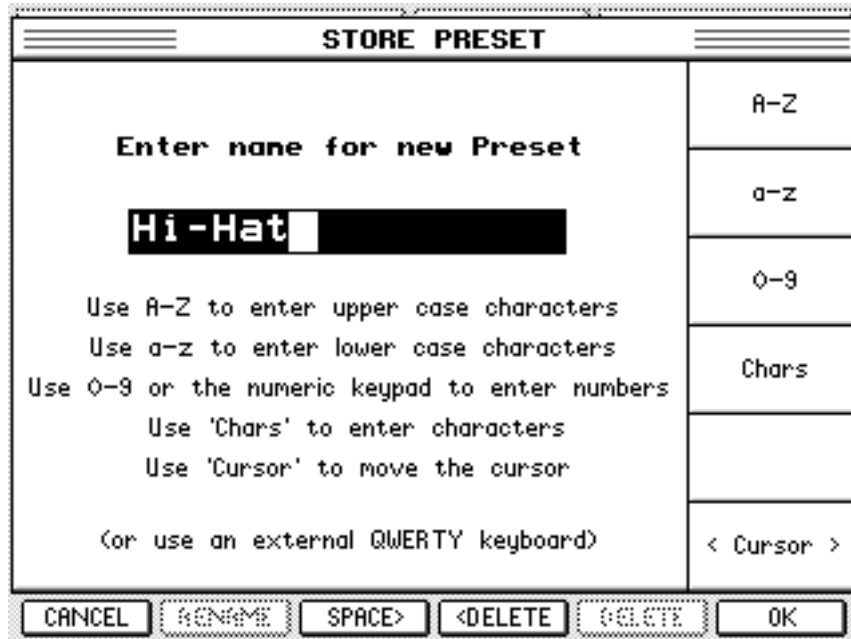 STORE PRESET
Enter name for new Preset
Hi-Hat
Use A-Z to enter upper case characters
Use a-z to enter lower case characters
Use 0-9 or the numeric keypad to enter numbers
Use 'Chars' to enter characters
Use 'Cursor' to move the cursor
(or use an external QWERTY keyboard)
A-Z
a-z
0-9
Chars
< Cursor >
CANCEL RENAME SPACE> <DELETE DELETE OK